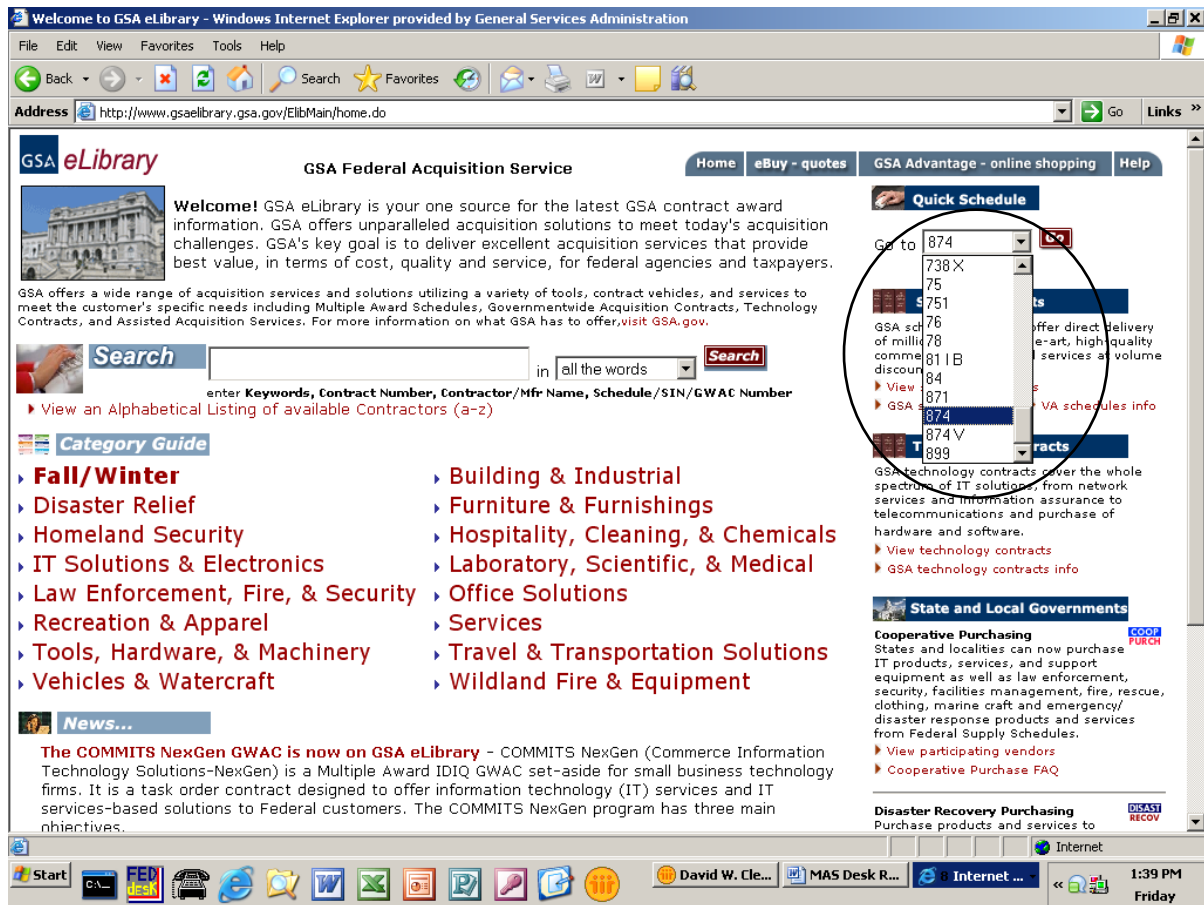 Welcome to GSA eLibrary - Windows Internet Explorer provided by General Services Administration
File Edit View Favorites Tools Help
Back Search Favorites
Address http://www.gsaelibrary.gsa.gov/ElibMain/home.do Go Links »
GSA eLibrary
GSA Federal Acquisition Service
Home eBuy - quotes GSA Advantage - online shopping Help
Welcome! GSA eLibrary is your one source for the latest GSA contract award
information. GSA offers unparalleled acquisition solutions to meet today's acquisition
challenges. GSA's key goal is to deliver excellent acquisition services that provide
best value, in terms of cost, quality and service, for federal agencies and taxpayers.
GSA offers a wide range of acquisition services and solutions utilizing a variety of tools, contract vehicles, and services to
meet the customer's specific needs including Multiple Award Schedules, Governmentwide Acquisition Contracts, Technology
Contracts, and Assisted Acquisition Services. For more information on what GSA has to offer,visit GSA.gov.
Search in all the words Search
enter Keywords, Contract Number, Contractor/Mfr Name, Schedule/SIN/GWAC Number
View an Alphabetical Listing of available Contractors (a-z)
Category Guide
Fall/Winter
Disaster Relief
Homeland Security
IT Solutions & Electronics
Law Enforcement, Fire, & Security
Recreation & Apparel
Tools, Hardware, & Machinery
Vehicles & Watercraft
Building & Industrial
Furniture & Furnishings
Hospitality, Cleaning, & Chemicals
Laboratory, Scientific, & Medical
Office Solutions
Services
Travel & Transportation Solutions
Wildland Fire & Equipment
News...
The COMMITS NexGen GWAC is now on GSA eLibrary - COMMITS NexGen (Commerce Information
Technology Solutions-NexGen) is a Multiple Award IDIQ GWAC set-aside for small business technology
firms. It is a task order contract designed to offer information technology (IT) services and IT
services-based solutions to Federal customers. The COMMITS NexGen program has three main
objectives.
Quick Schedule
Go to 874 Go
738 X
75
751
76
78
81 I B
84
871
874
874 V
899
GSA offer direct delivery
of high-quality
services at volume
View
GSA VA schedules info
GSA technology contracts cover the whole
spectrum of IT solutions, from network
services and information assurance to
telecommunications and purchase of
hardware and software.
View technology contracts
GSA technology contracts info
State and Local Governments
Cooperative Purchasing COOP PURCH
States and localities can now purchase
IT products, services, and support
equipment as well as law enforcement,
security, facilities management, fire, rescue,
clothing, marine craft and emergency/
disaster response products and services
from Federal Supply Schedules.
View participating vendors
Cooperative Purchase FAQ
Disaster Recovery Purchasing DISAST RECOV
Purchase products and services to
Internet
Start C:\_ FED desk David W. Cle... MAS Desk R... 8 Internet ... « 1:39 PM
Friday